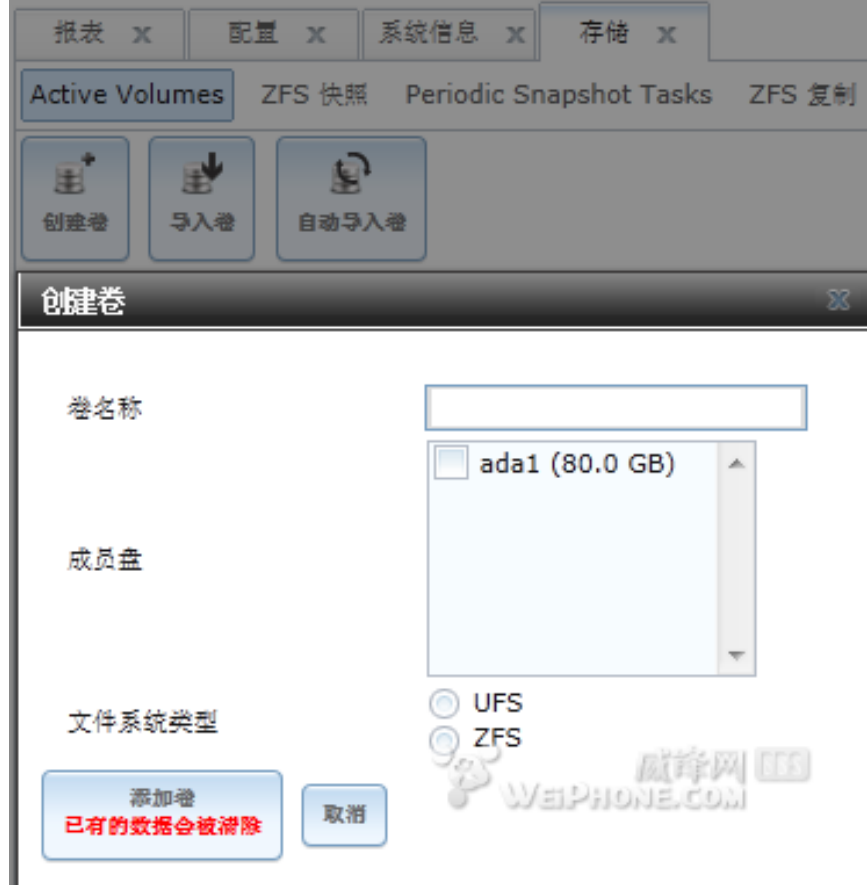 报表 X 配置 X 系统信息 X 存储 X
Active Volumes ZFS 快照 Periodic Snapshot Tasks ZFS 复制
创建卷 导入卷 自动导入卷
创建卷 X
卷名称
ada1 (80.0 GB)
成员盘
文件系统类型
UFS
ZFS
添加卷
已有的数据会被清除
取消
威锋网 BBS
WEIPHONE.COM